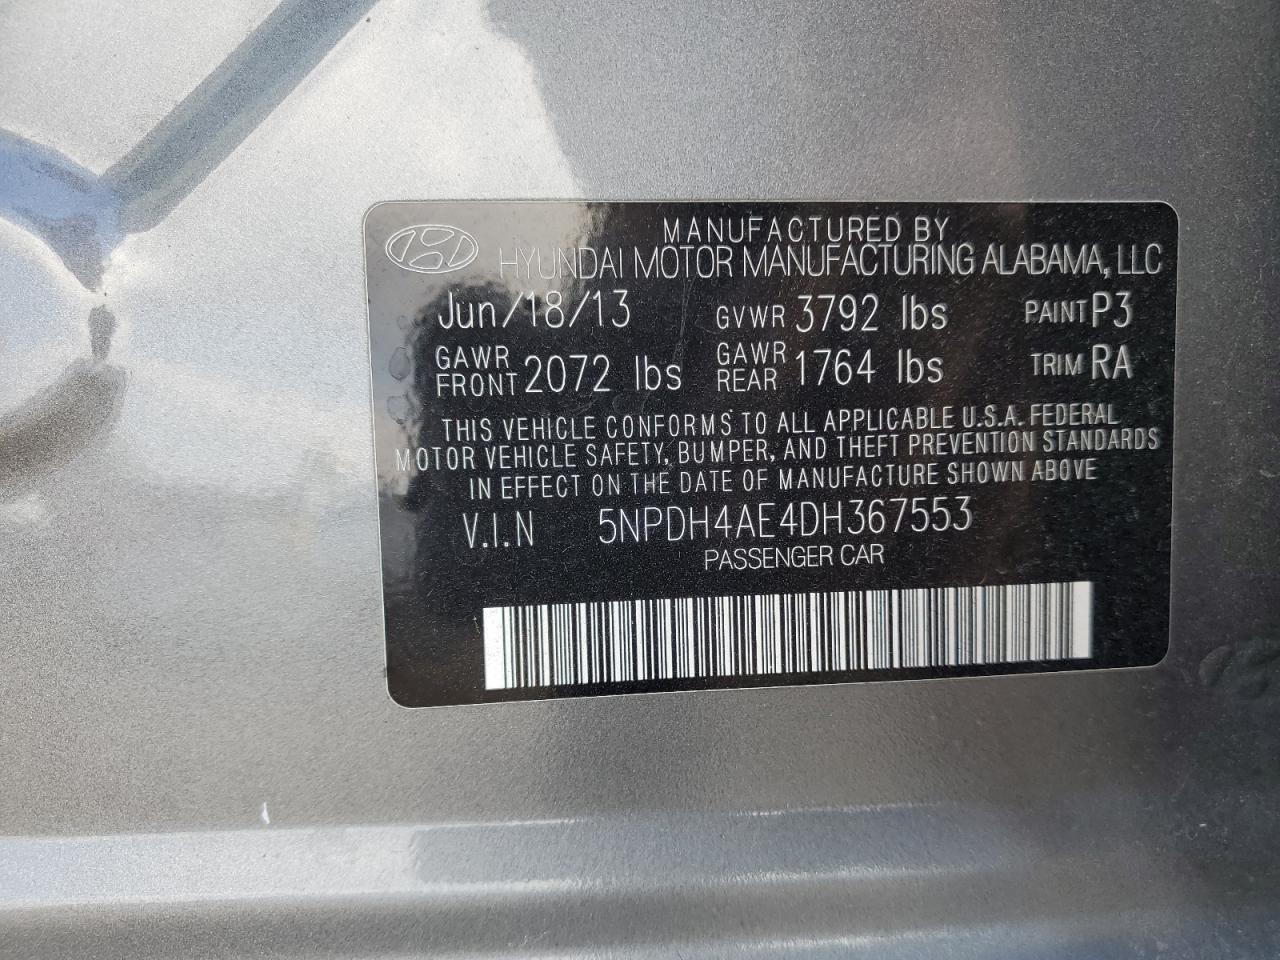 MANUFACTURED BY
HYUNDAI MOTOR MANUFACTURING ALABAMA, LLC
Jun/18/13 GVWR 3792 lbs PAINT P3
GAWR FRONT 2072 lbs GAWR REAR 1764 lbs TRIM RA
THIS VEHICLE CONFORMS TO ALL APPLICABLE U.S.A. FEDERAL
MOTOR VEHICLE SAFETY, BUMPER, AND THEFT PREVENTION STANDARDS
IN EFFECT ON THE DATE OF MANUFACTURE SHOWN ABOVE
V.I.N 5NPDH4AE4DH367553
PASSENGER CAR